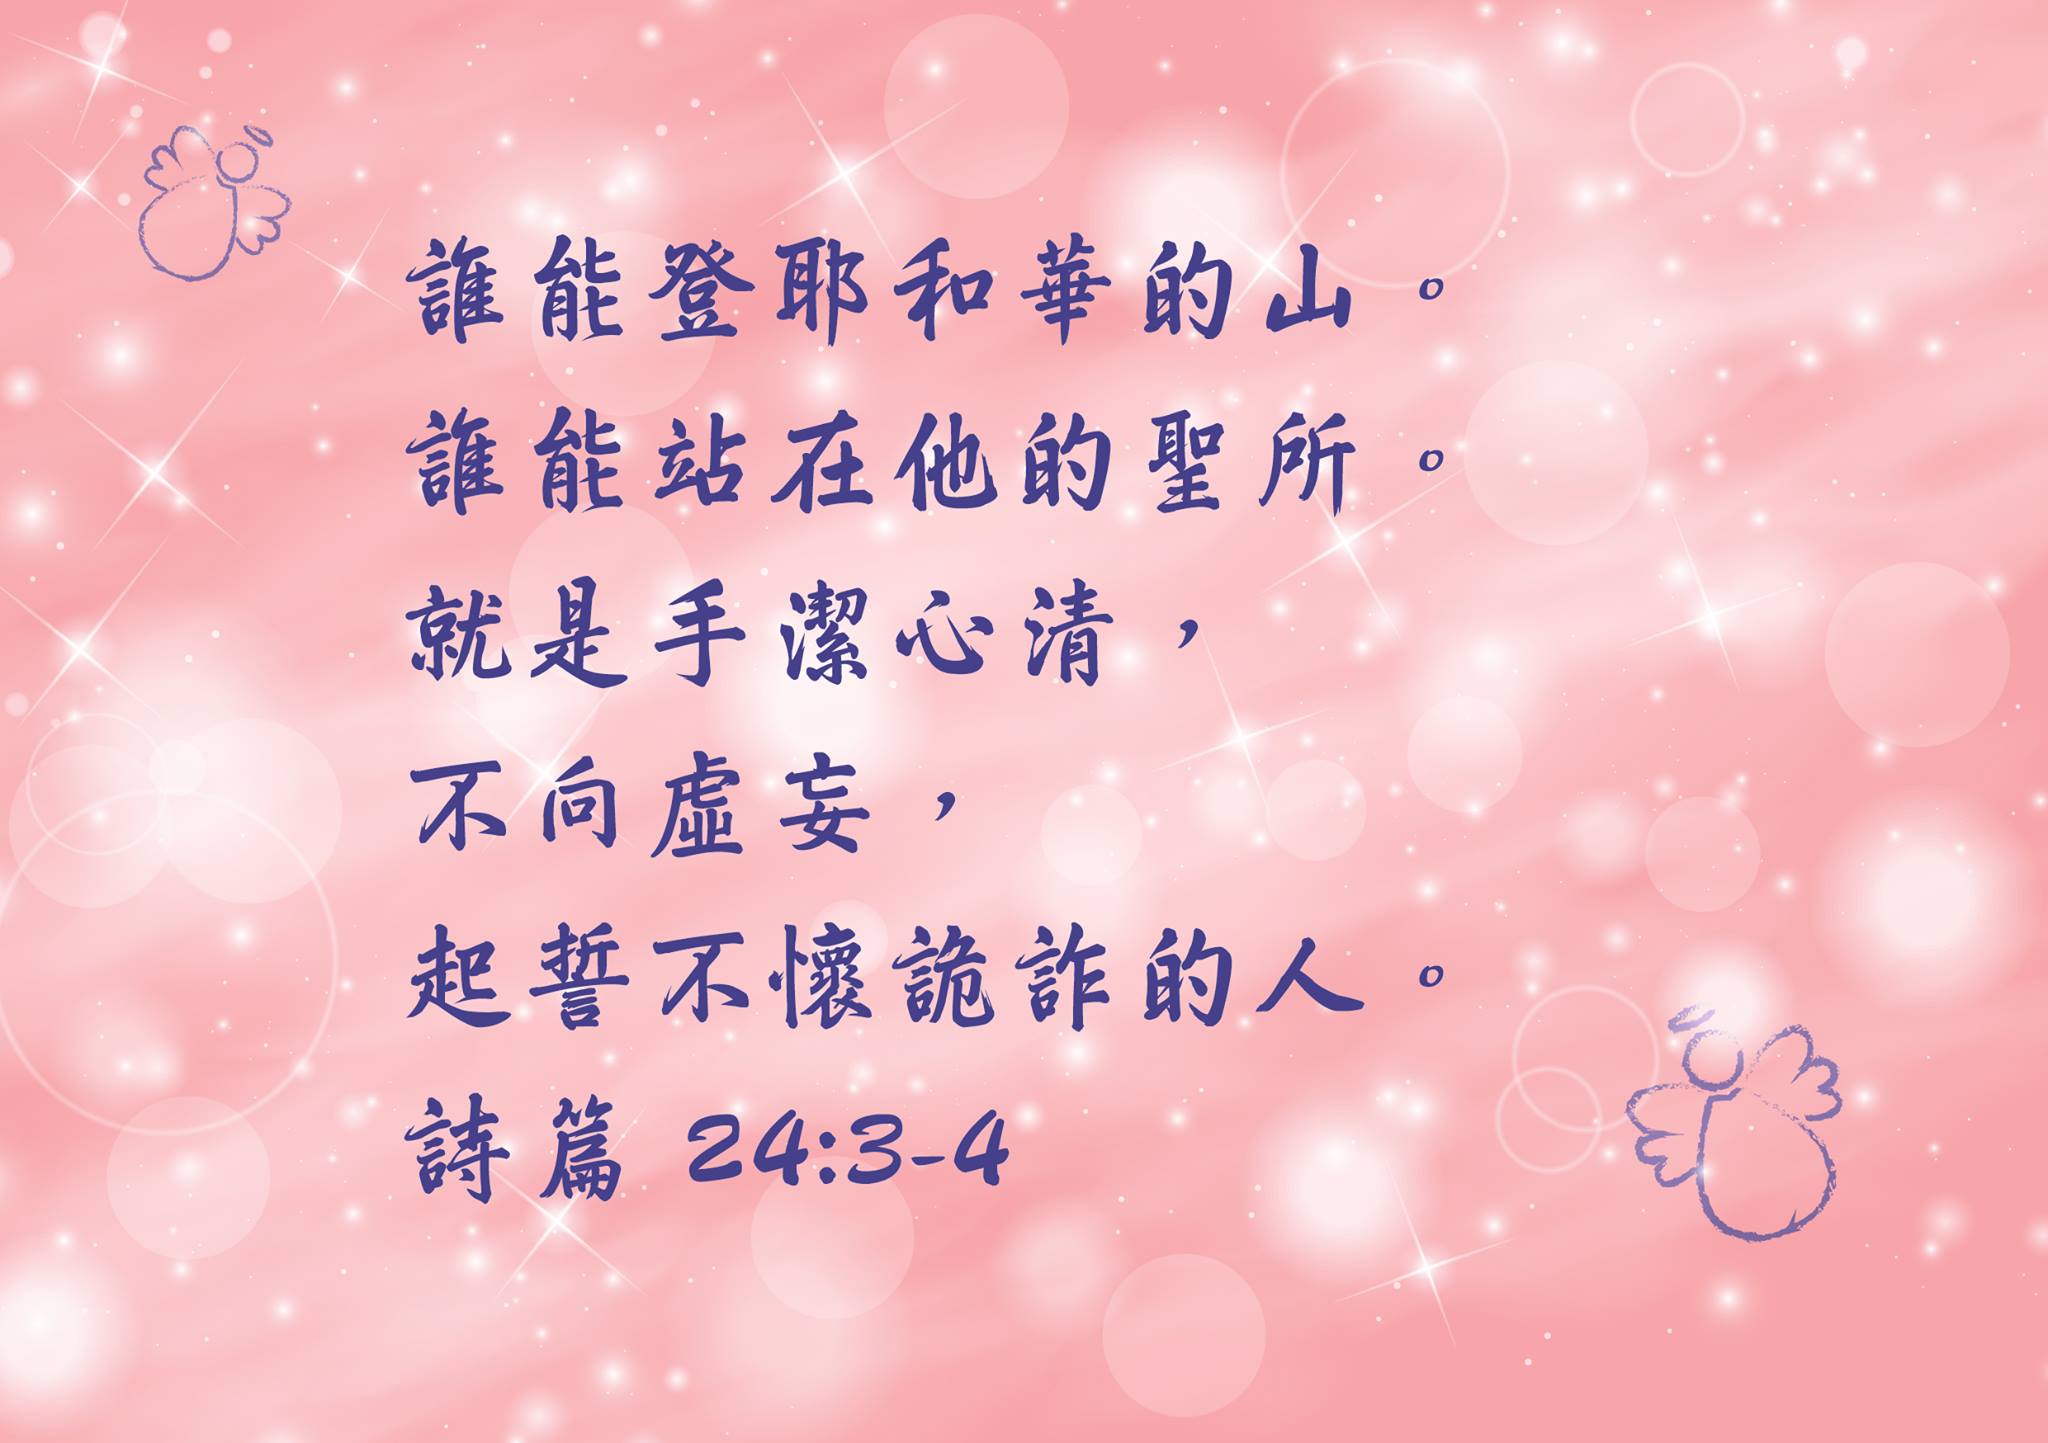 誰能登耶和華的山。
誰能站在他的聖所。
就是手潔心清，
不向虛妄，
起誓不懷詭詐的人。
詩篇 24:3-4